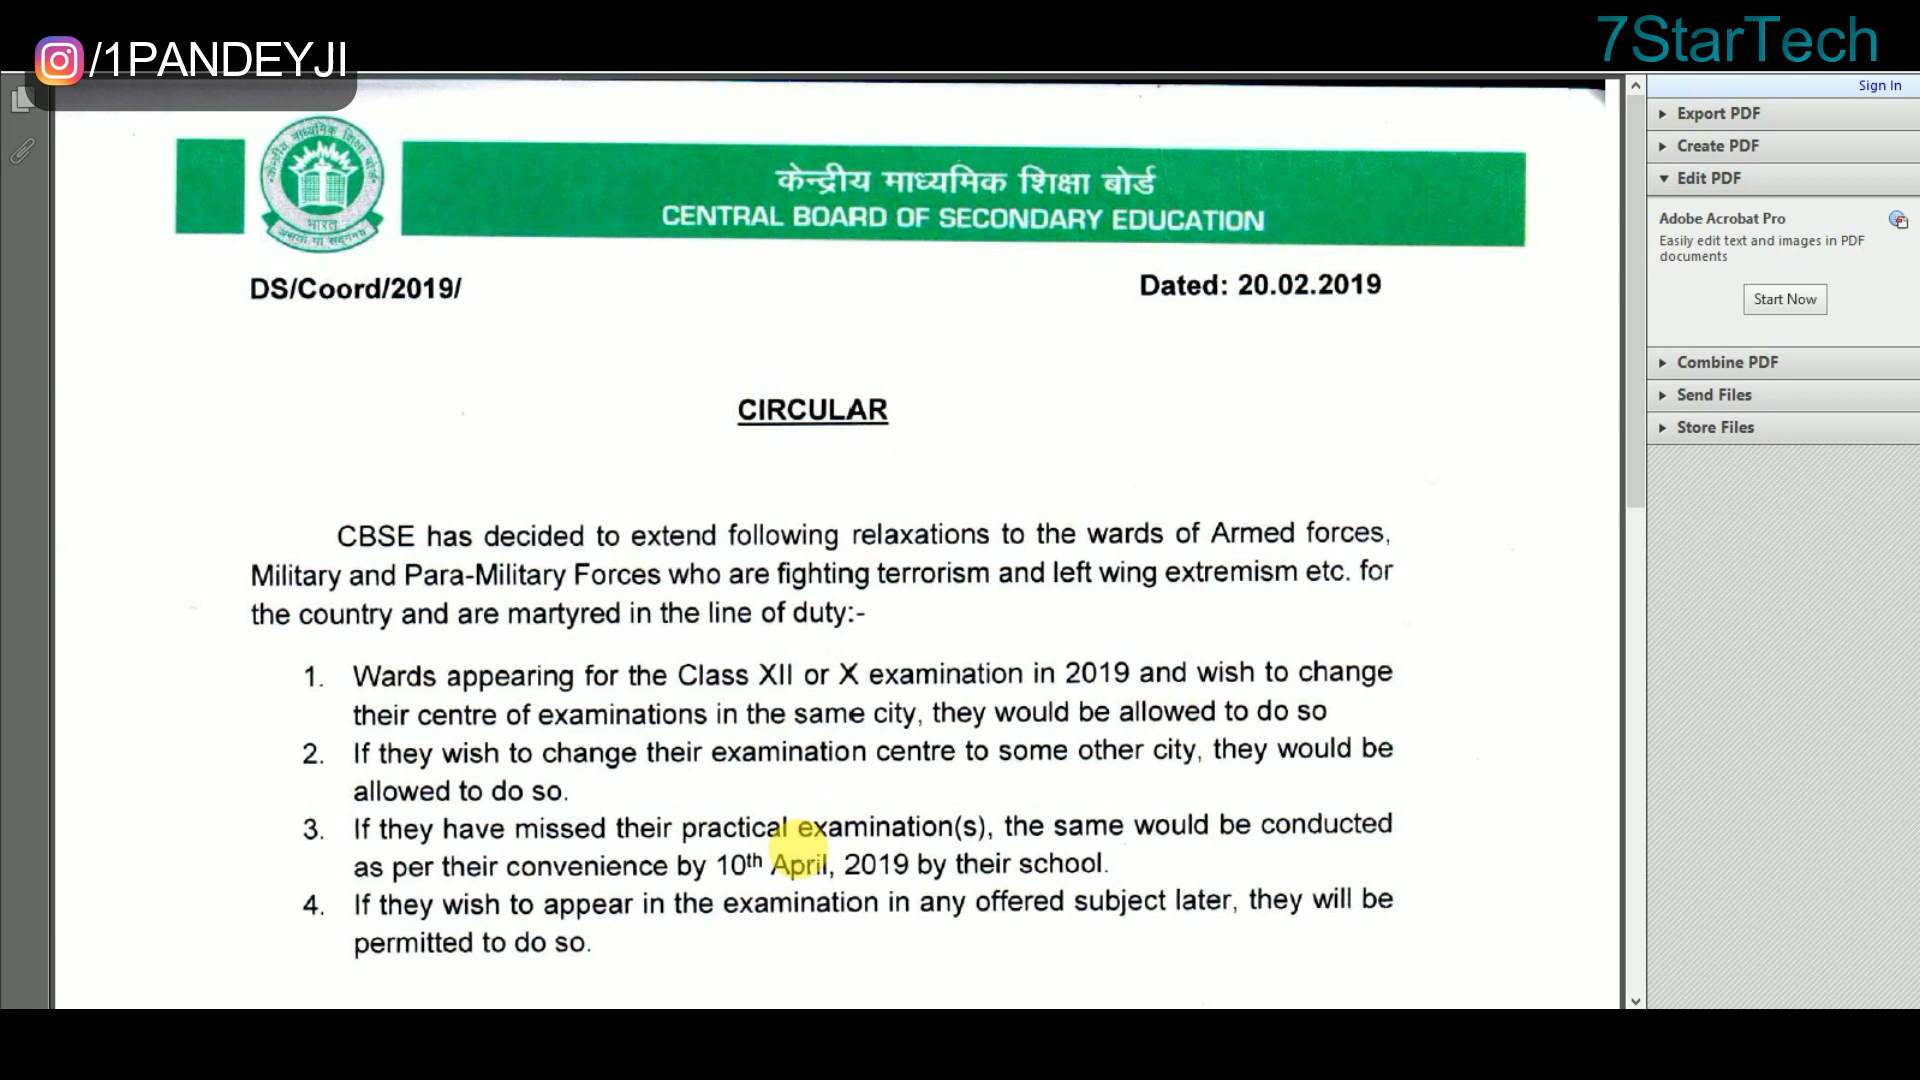 7StarTech
/1PANDEYJI
Sign In
Export PDF
Create PDF
Edit PDF
Adobe Acrobat Pro
Easily edit text and images in PDF
documents
Start Now
Combine PDF
Send Files
Store Files
केन्द्रीय माध्यमिक शिक्षा बोर्ड
भारत
असतो मा सद्गमय
केन्द्रीय माध्यमिक शिक्षा बोर्ड
CENTRAL BOARD OF SECONDARY EDUCATION
DS/Coord/2019/
Dated: 20.02.2019
CIRCULAR
CBSE has decided to extend following relaxations to the wards of Armed forces,
Military and Para-Military Forces who are fighting terrorism and left wing extremism etc. for
the country and are martyred in the line of duty:-
1. Wards appearing for the Class XII or X examination in 2019 and wish to change
their centre of examinations in the same city, they would be allowed to do so
2. If they wish to change their examination centre to some other city, they would be
allowed to do so.
3. If they have missed their practical examination(s), the same would be conducted
as per their convenience by 10th April, 2019 by their school.
4. If they wish to appear in the examination in any offered subject later, they will be
permitted to do so.